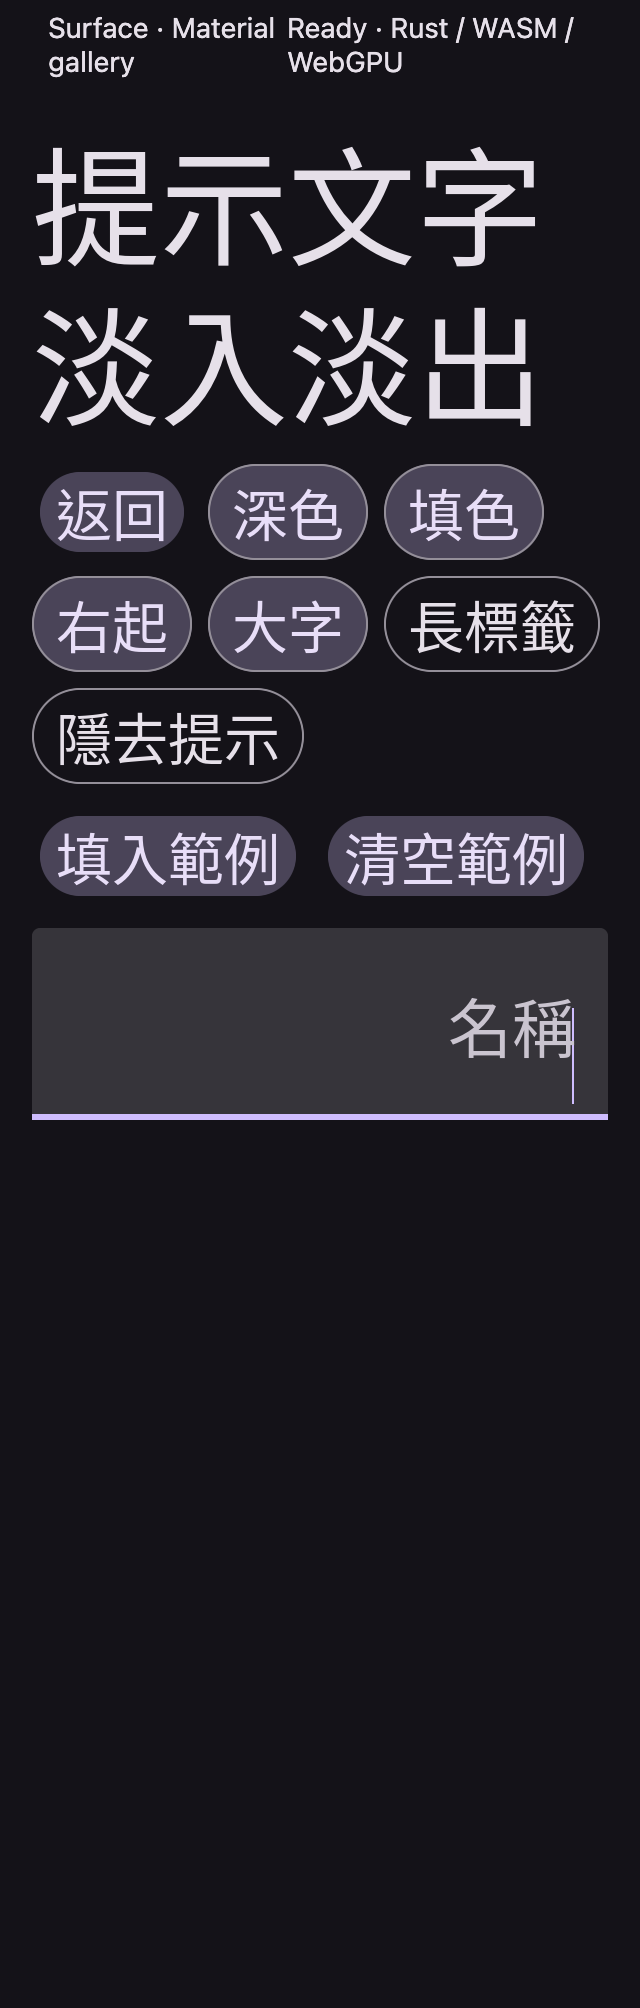 Surface · Material gallery
Ready · Rust / WASM / WebGPU
提示文字
淡入淡出
返回 深色 填色
右起 大字 長標籤
隱去提示
填入範例 清空範例
名稱